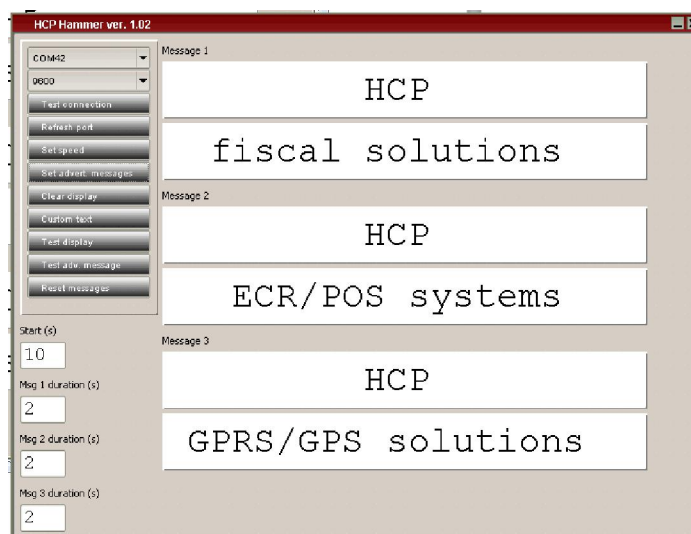 HCP Hammer ver. 1.02
COM42
9600
Test connection
Refresh port
Set speed
Set advert. messages
Clear display
Custom text
Test display
Test adv. message
Reset messages
Start (s)
10
Msg 1 duration (s)
2
Msg 2 duration (s)
2
Msg 3 duration (s)
2
Message 1
HCP
fiscal solutions
Message 2
HCP
ECR/POS systems
Message 3
HCP
GPRS/GPS solutions